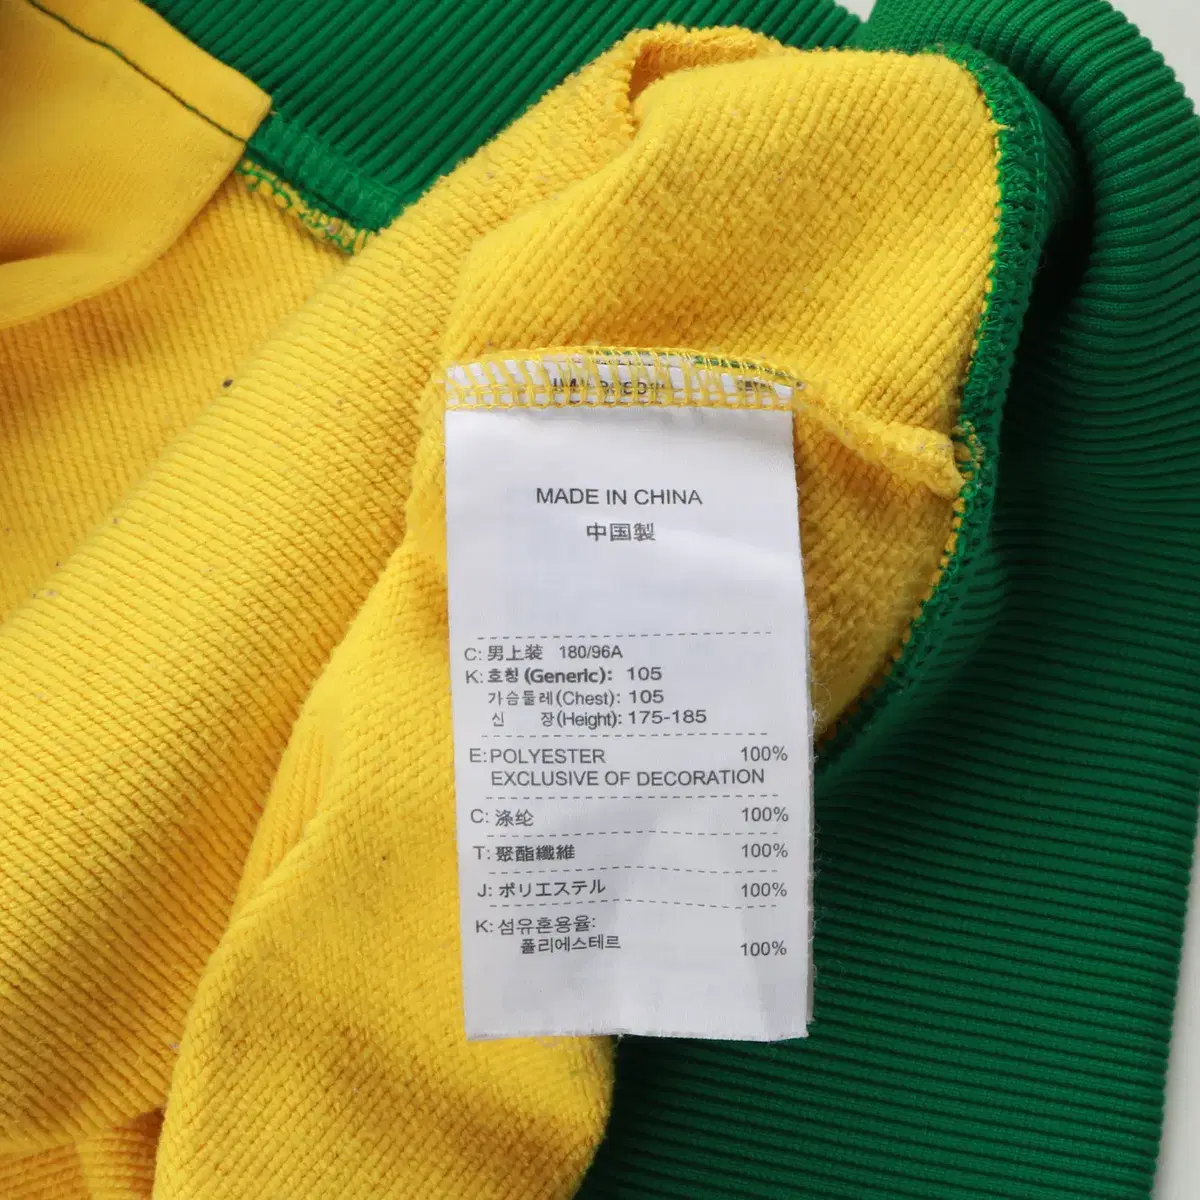 MADE IN CHINA
中国製
C: 男上装 180/96A
K: 호칭 (Generic): 105
가슴둘레(Chest): 105
신 장(Height): 175-185
E: POLYESTER 100%
EXCLUSIVE OF DECORATION
C: 涤纶 100%
T: 聚酯纖維 100%
J: ポリエステル 100%
K: 섬유혼용율:
폴리에스테르 100%